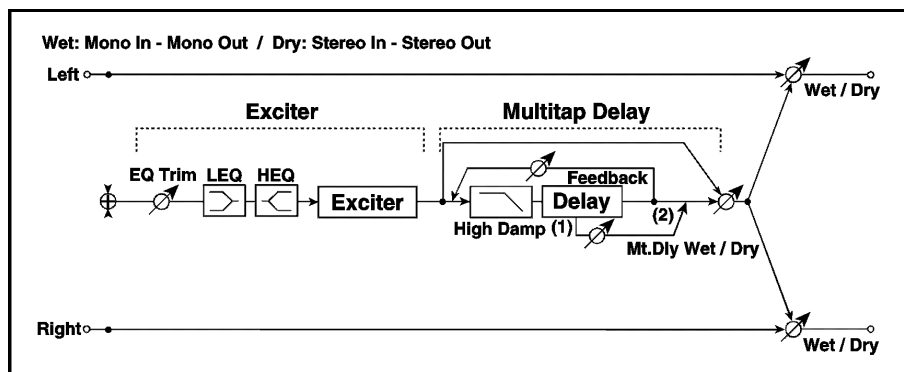 Wet: Mono In - Mono Out / Dry: Stereo In - Stereo Out
Left
Wet / Dry
Exciter
Multitap Delay
EQ Trim
LEQ
HEQ
Feedback
Exciter
Delay
High Damp
(1)
(2)
Mt.Dly Wet / Dry
Right
Wet / Dry